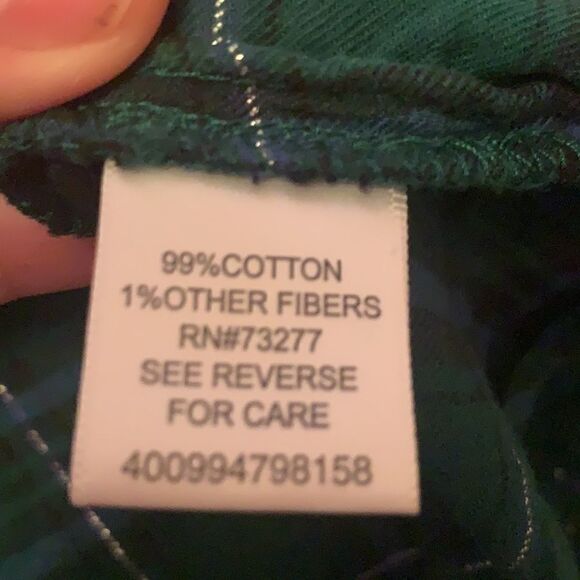 99%COTTON
1%OTHER FIBERS
RN#73277
SEE REVERSE
FOR CARE
400994798158